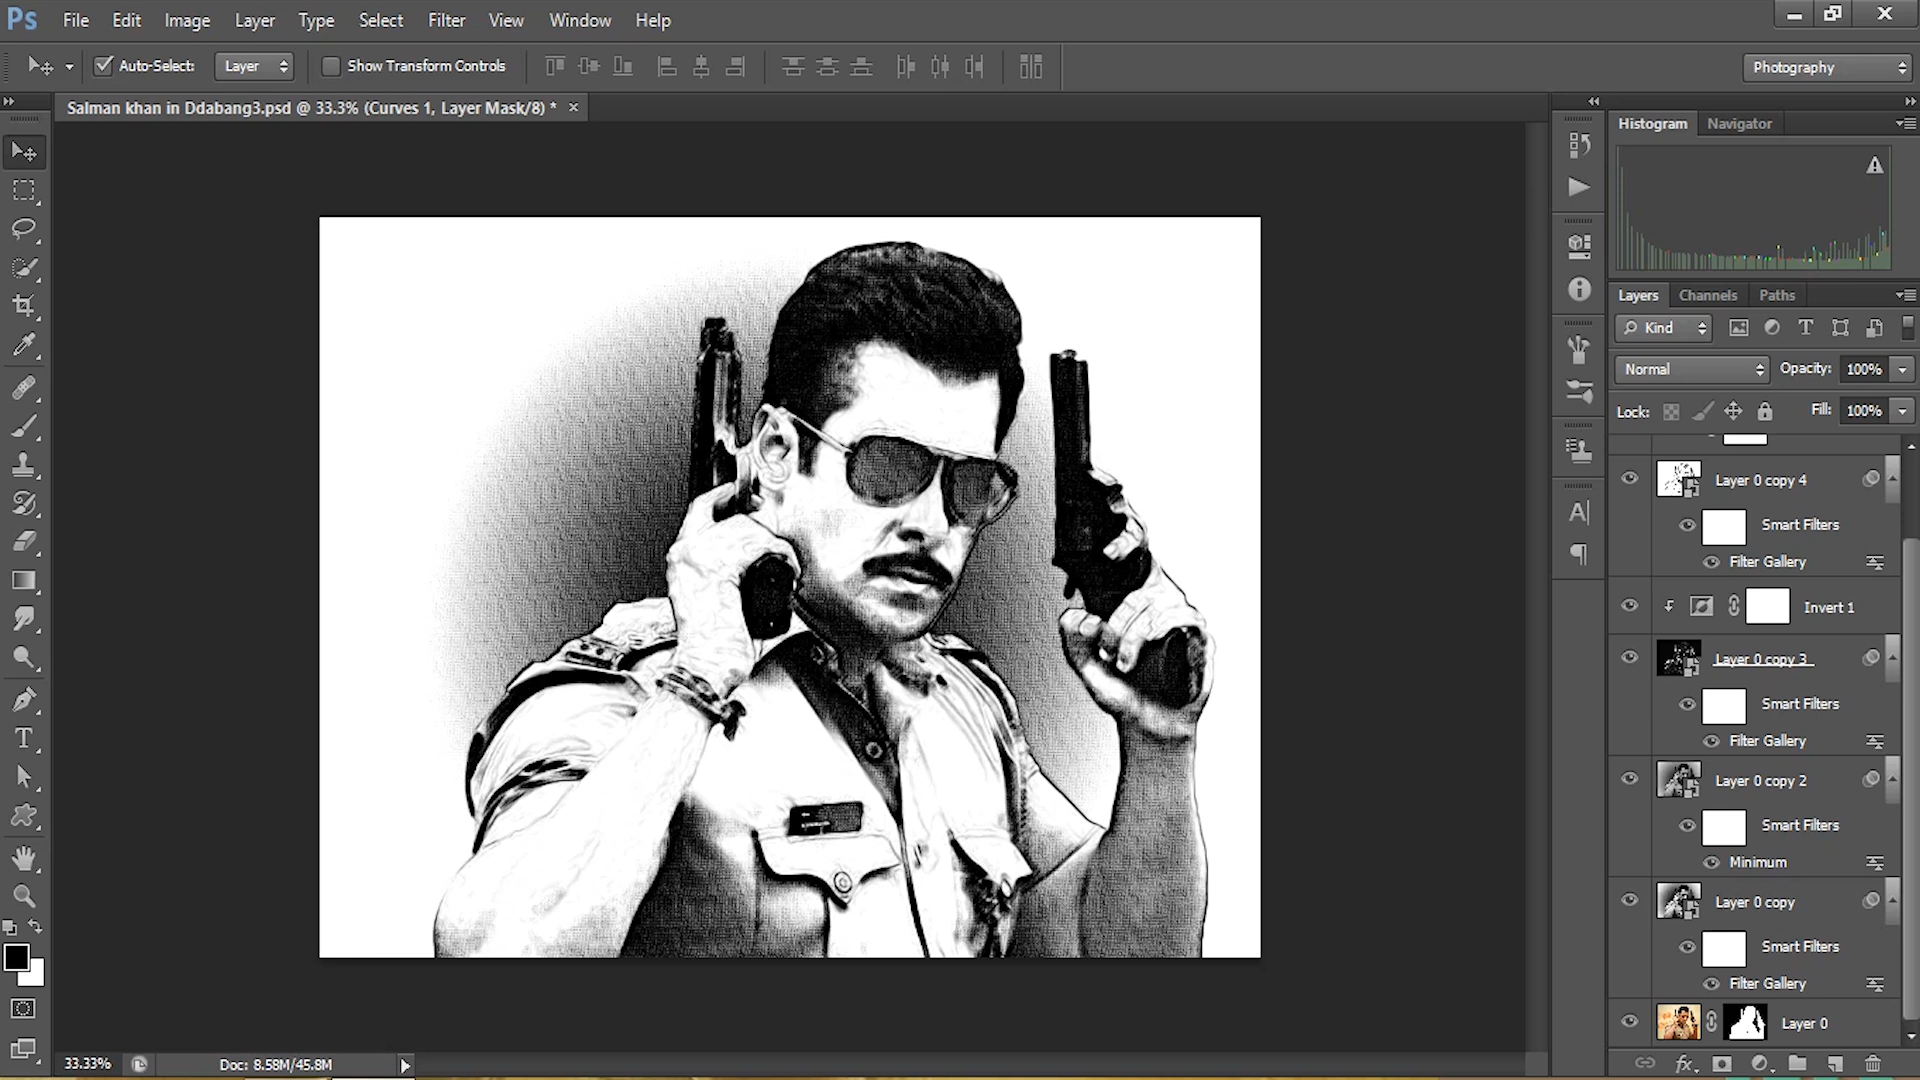 Ps File Edit Image Layer Type Select Filter View Window Help
Auto-Select: Layer Show Transform Controls Photography
Salman khan in Ddabang3.psd @ 33.3% (Curves 1, Layer Mask/8) * ×
Histogram Navigator
Layers Channels Paths
Kind
Normal Opacity: 100%
Lock: Fill: 100%
Layer 0 copy 4
Smart Filters
Filter Gallery
Invert 1
Layer 0 copy 3
Smart Filters
Filter Gallery
Layer 0 copy 2
Smart Filters
Minimum
Layer 0 copy
Smart Filters
Filter Gallery
Layer 0
33.33% Doc: 8.58M/45.8M